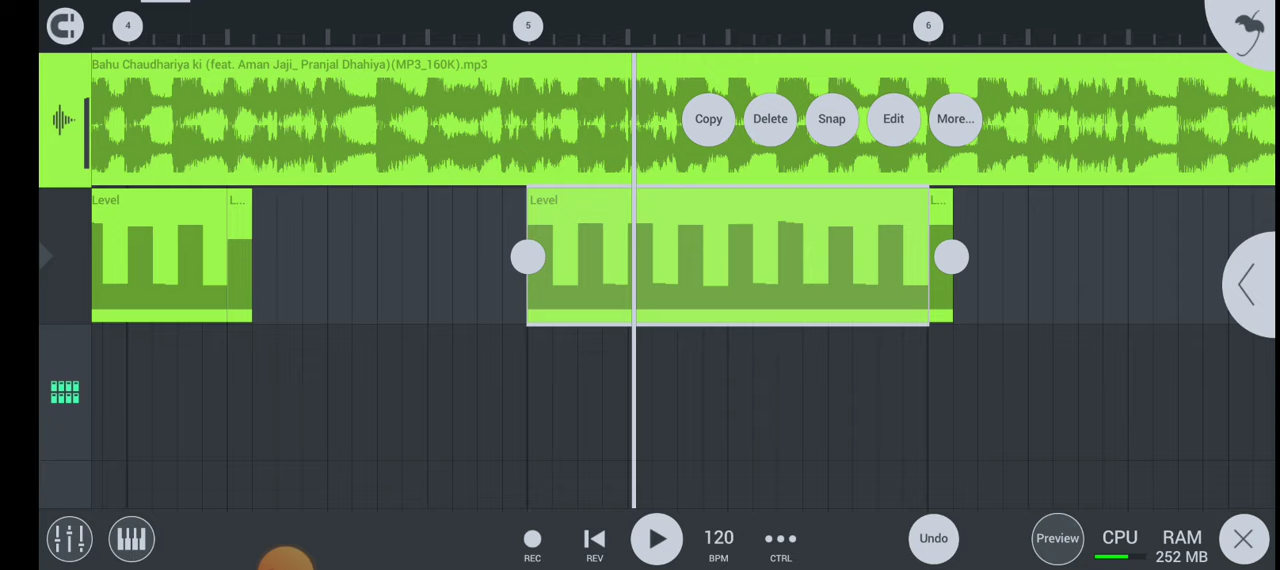 4
5
6
Bahu Chaudhariya ki (feat. Aman Jaji_ Pranjal Dhahiya)(MP3_160K).mp3
Copy
Delete
Snap
Edit
More...
Level
L...
Level
L...
REC
REV
120
BPM
CTRL
Undo
Preview
CPU
RAM
252 MB